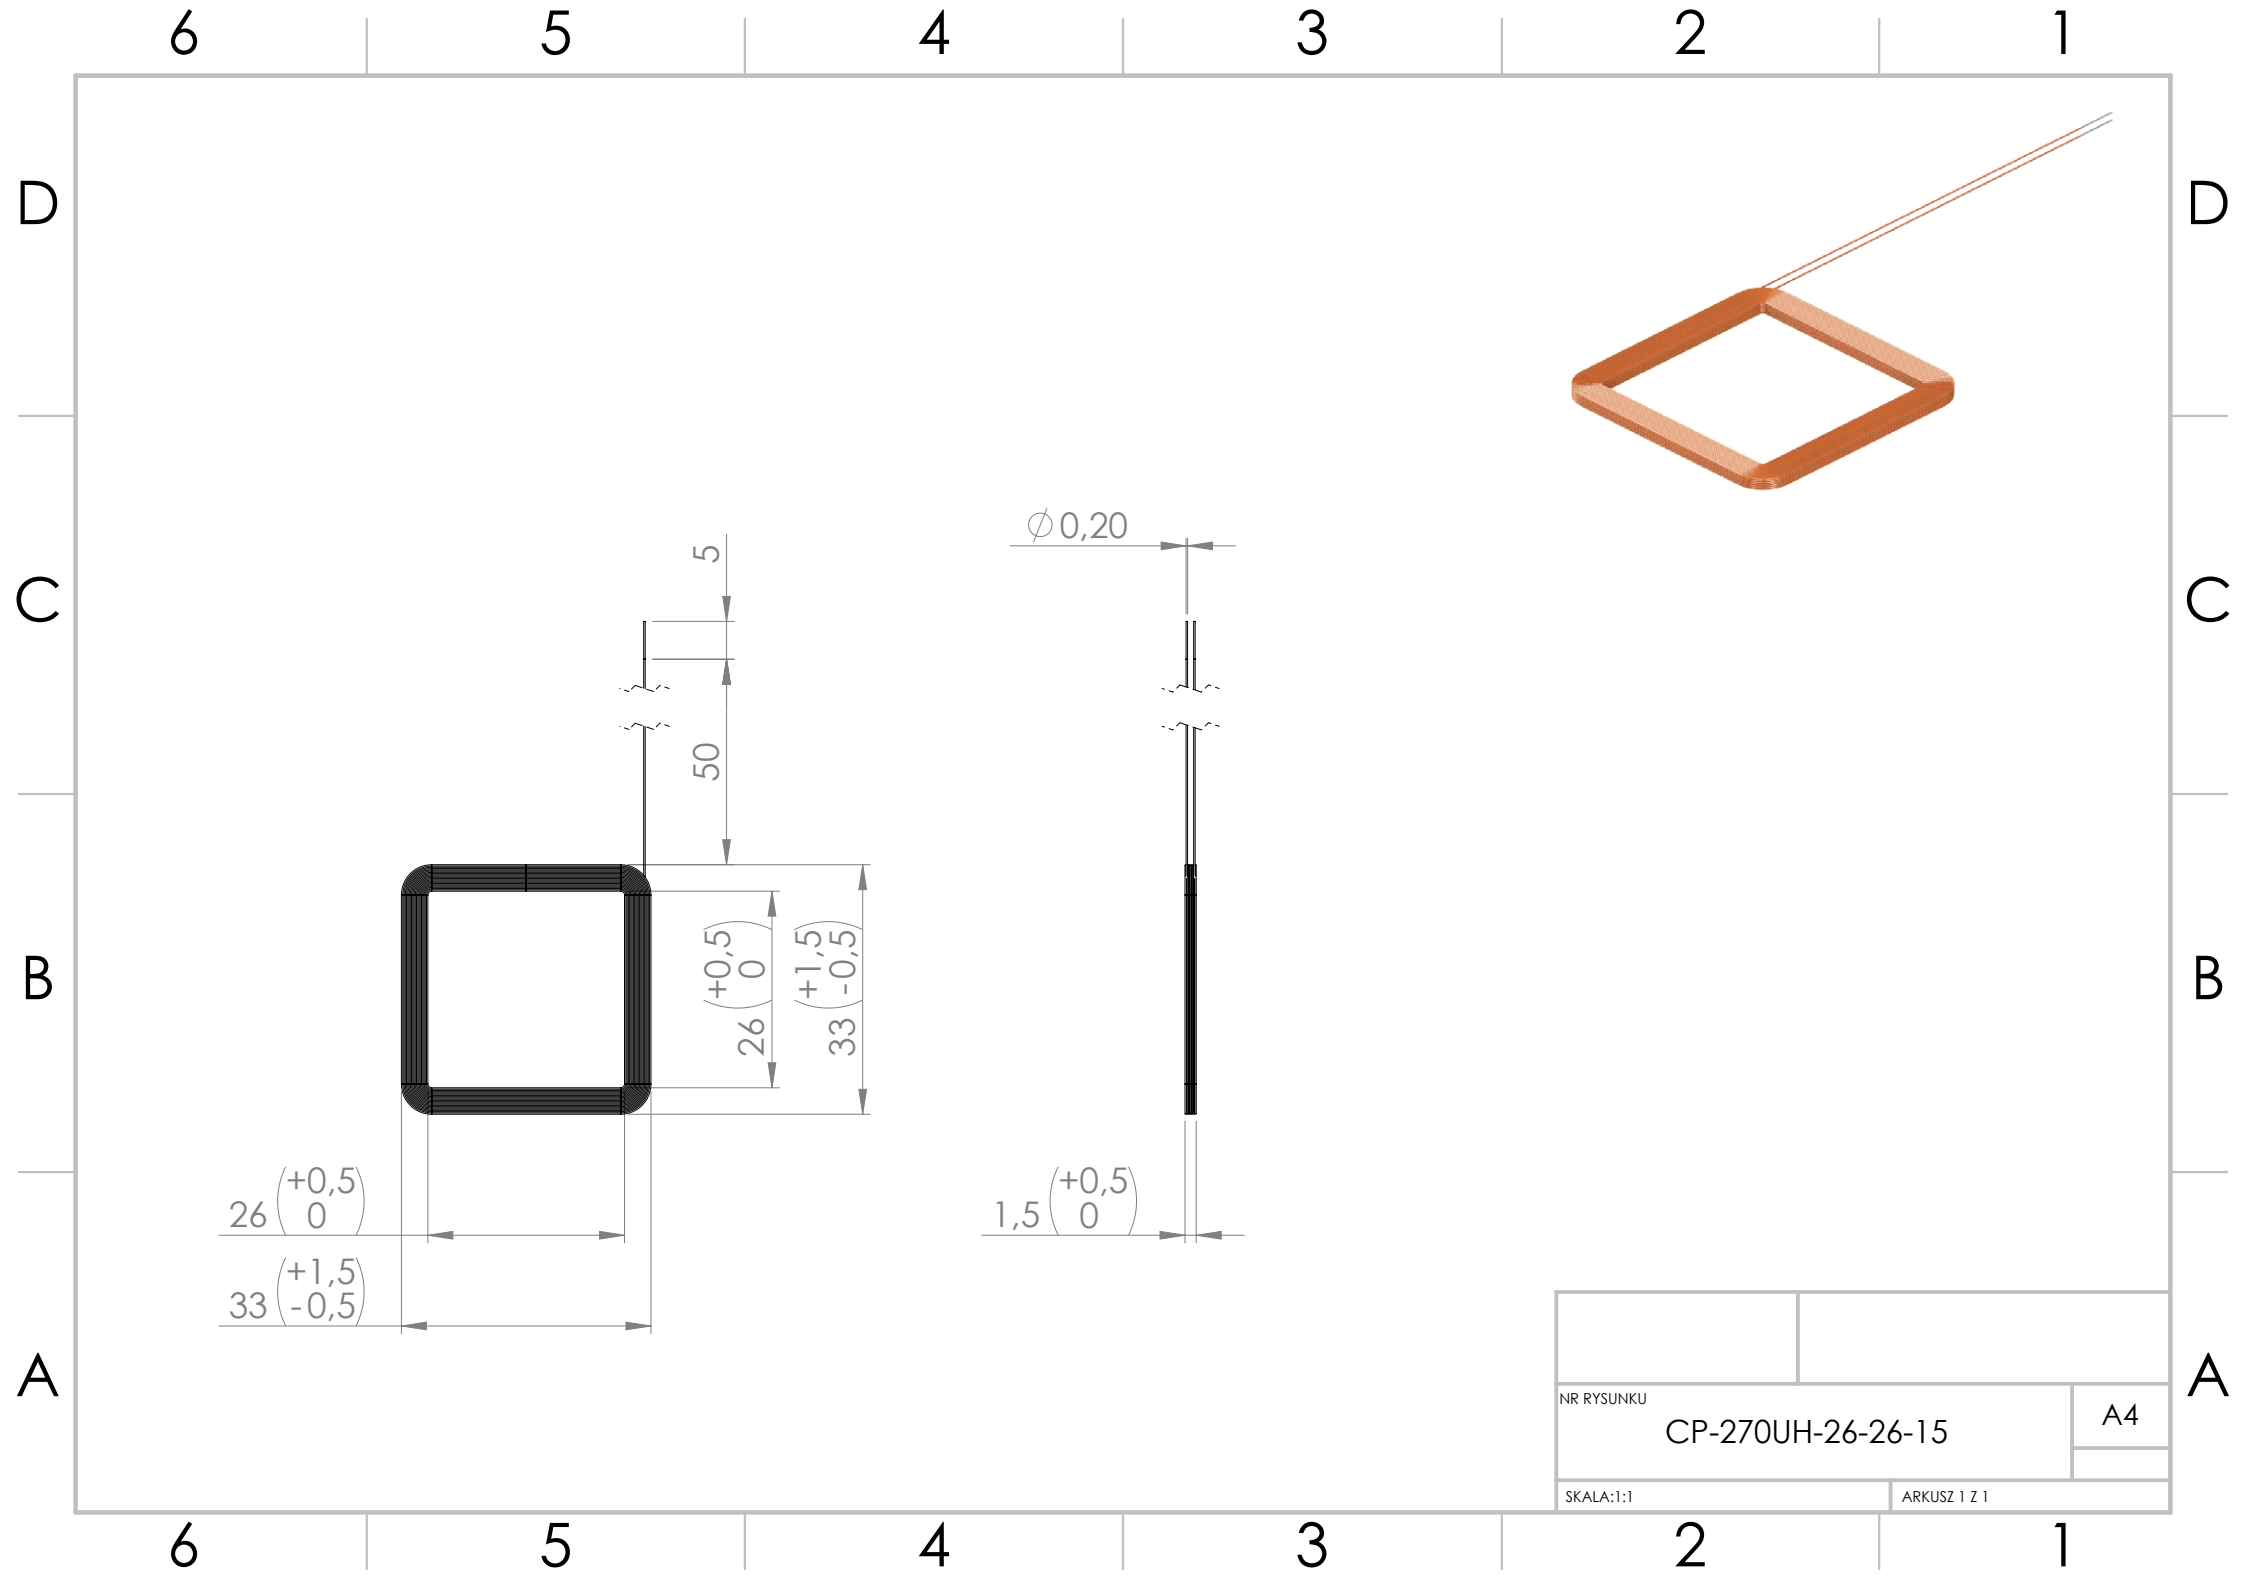 6 5 4 3 2 1
D D
⌀0,20
5
C C
50
B B
26 (+0,5 0)
33 (+1,5 -0,5)
26 (+0,5 0)
1,5 (+0,5 0)
33 (+1,5 -0,5)
A A
NR RYSUNKU
CP-270UH-26-26-15
A4
SKALA:1:1
ARKUSZ 1 Z 1
6 5 4 3 2 1